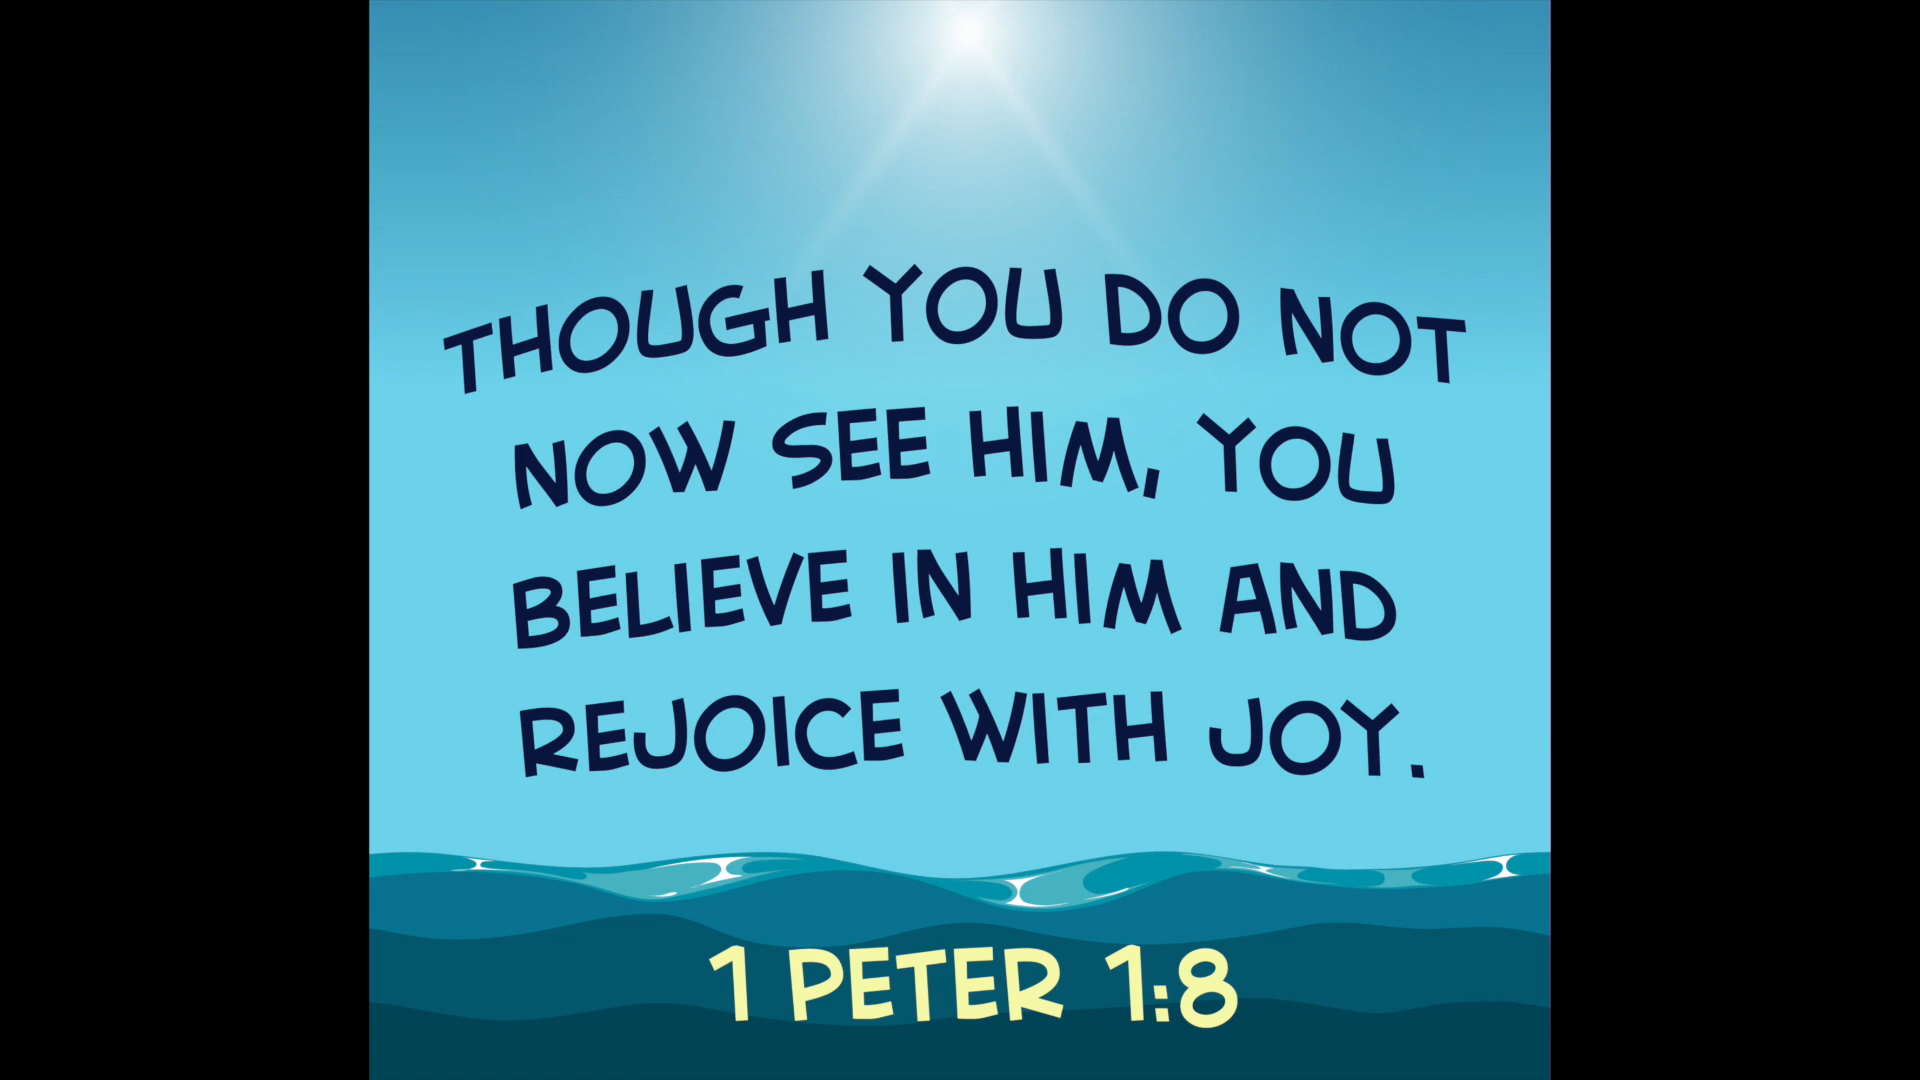 THOUGH YOU DO NOT
NOW SEE HIM, YOU
BELIEVE IN HIM AND
REJOICE WITH JOY.
1 PETER 1:8